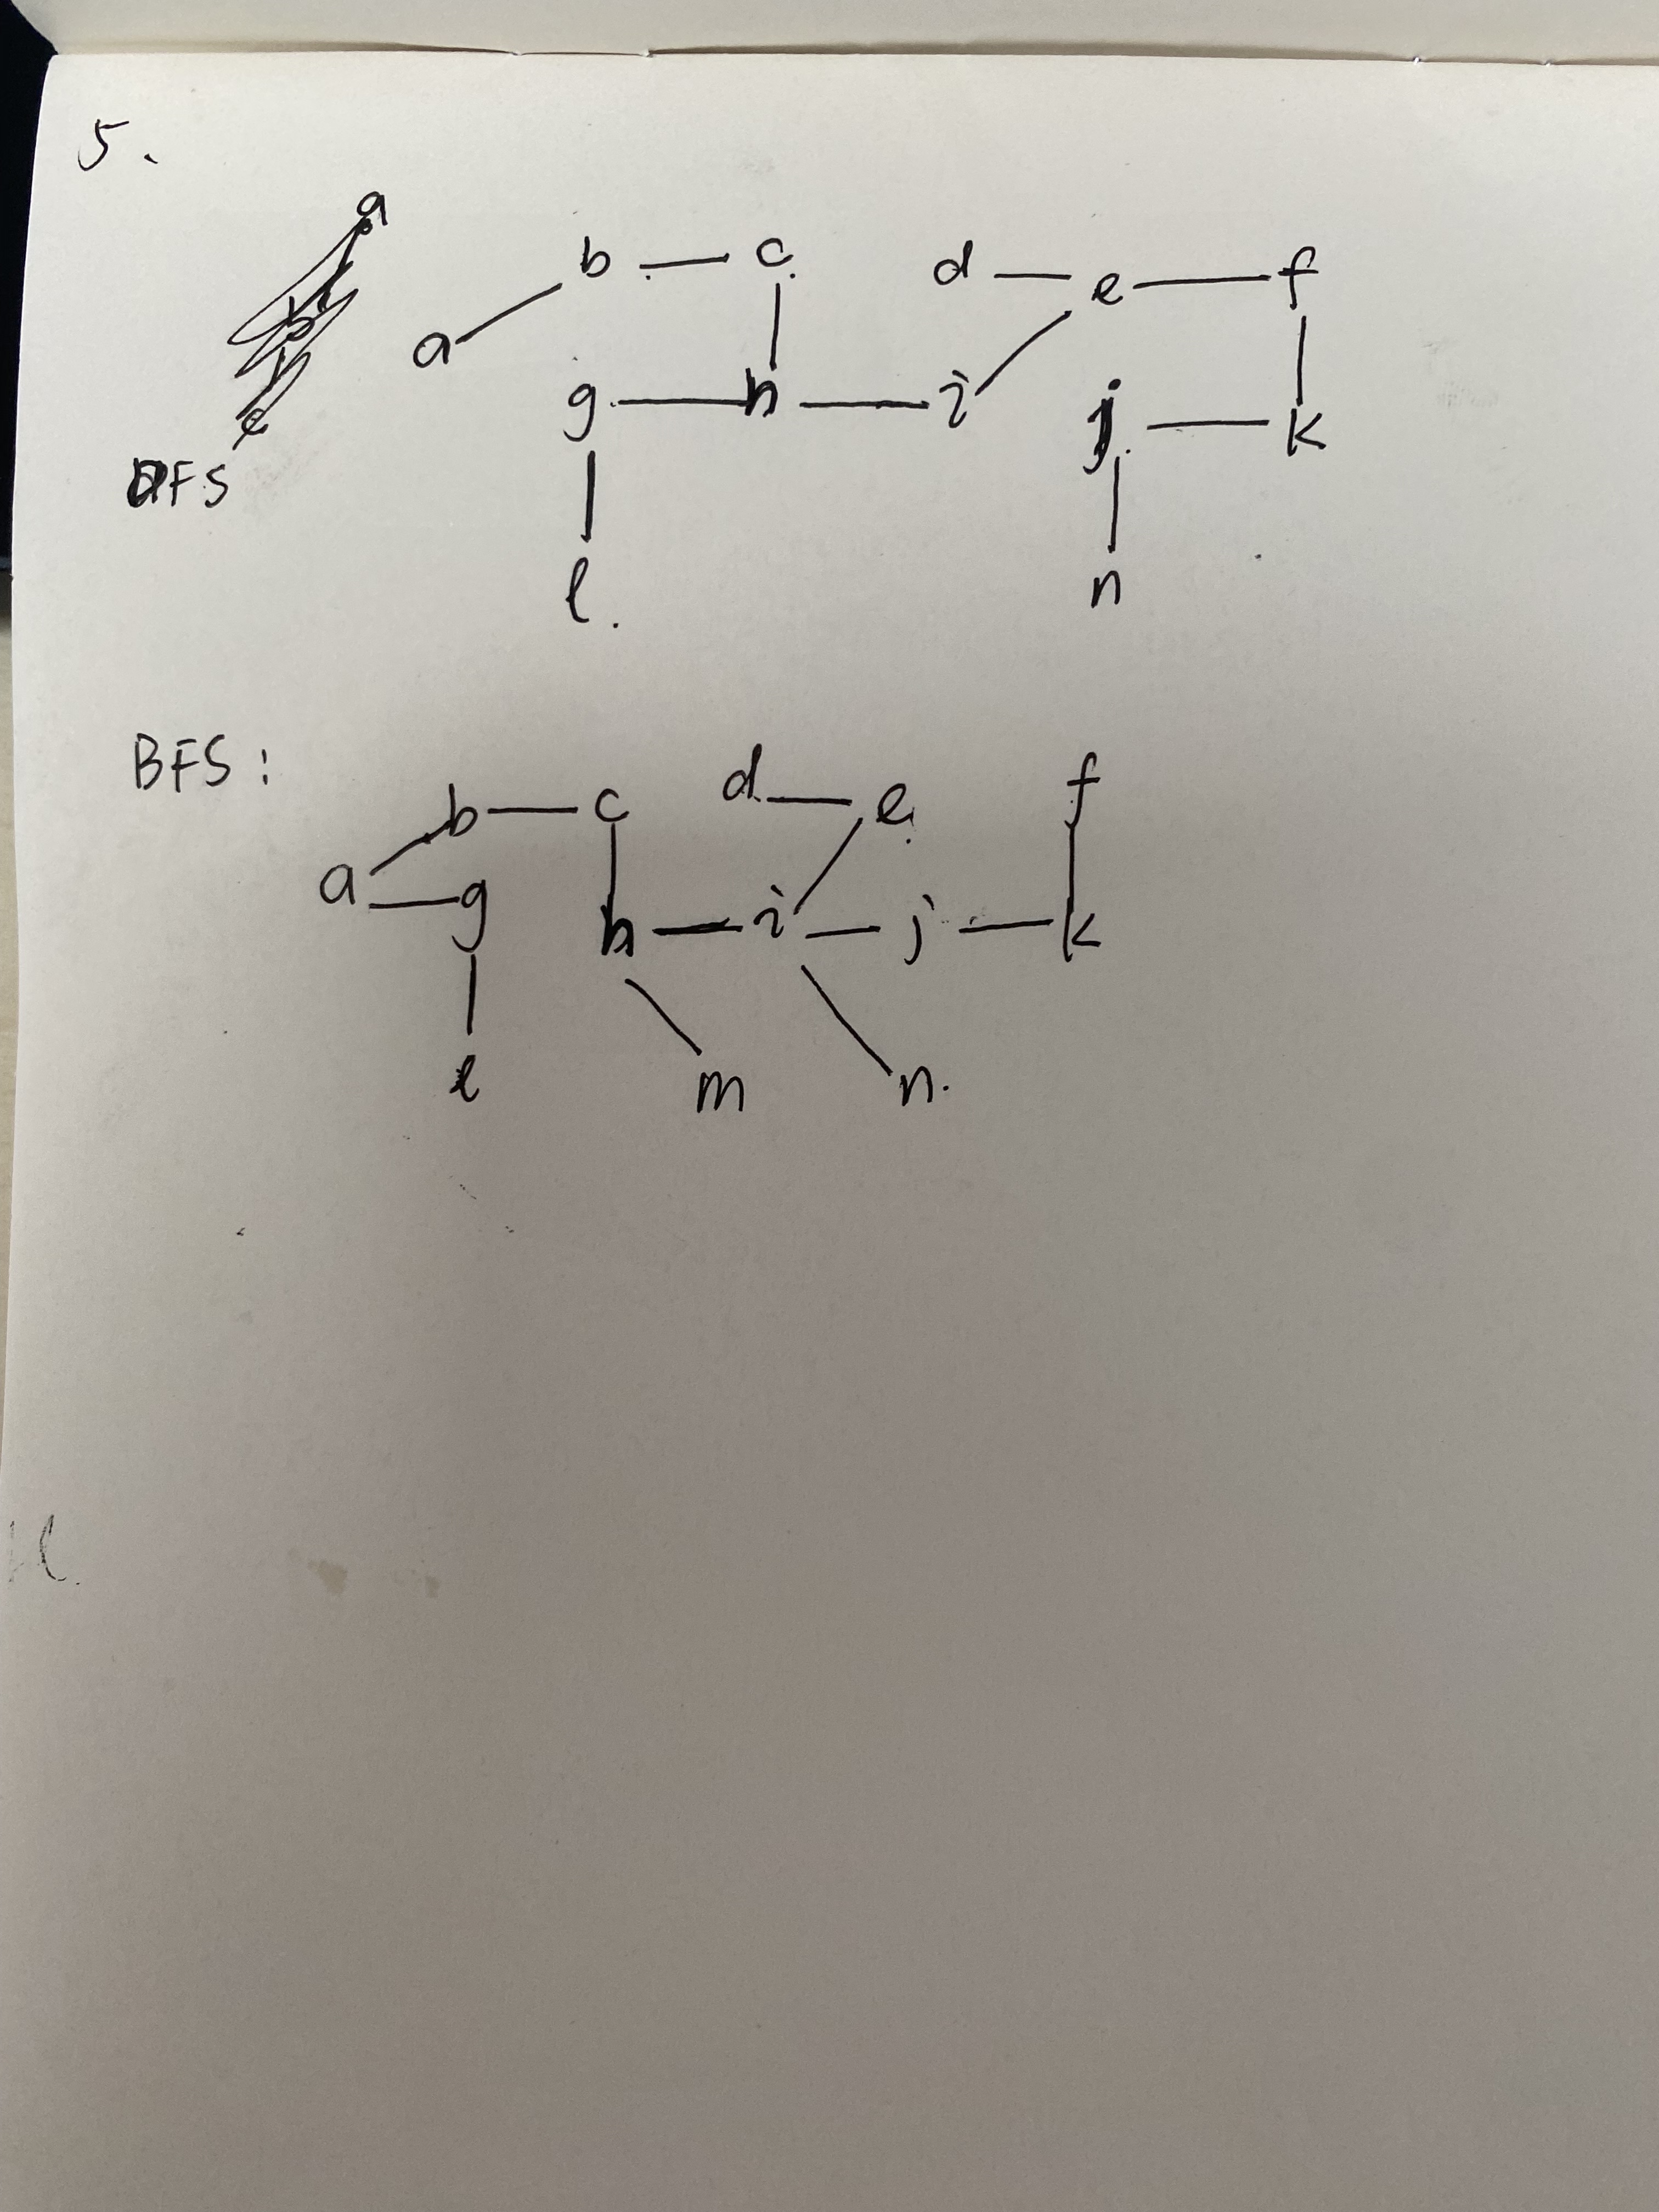 5.
b c d e f
a
g h i j k
DFS
l. n
BFS:
b c d e f
a g
h i j k
l m n.